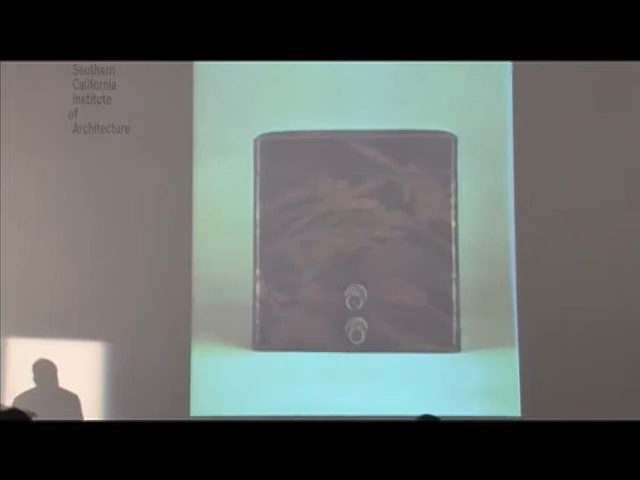 Southern
California
Institute
of
Architecture